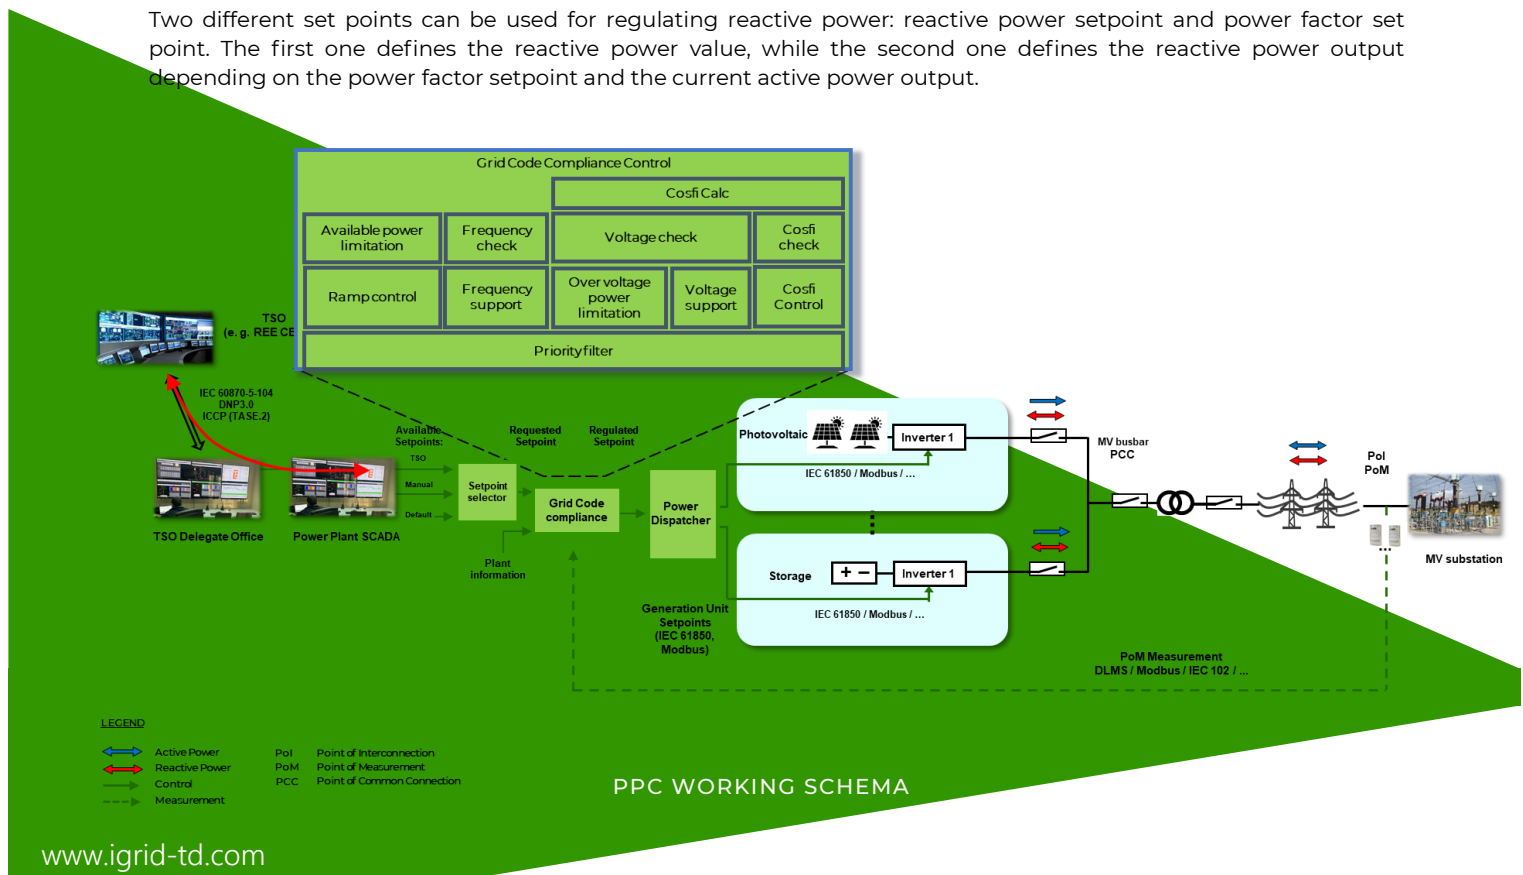 Two different set points can be used for regulating reactive power: reactive power setpoint and power factor set
point. The first one defines the reactive power value, while the second one defines the reactive power output
depending on the power factor setpoint and the current active power output.
Grid Code Compliance Control
Cosfi Calc
Available power
limitation
Frequency
check
Voltage check
Cosfi
check
Ramp control
Frequency
support
Over voltage
power
limitation
Voltage
support
Cosfi
Control
Priority filter
TSO
(e. g. REE CE
IEC 60870-5-104
DNP3.0
ICCP (TASE.2)
Available
Setpoints:
TSO
Manual
Default
Requested
Setpoint
Regulated
Setpoint
TSO Delegate Office
Power Plant SCADA
Setpoint
selector
Grid Code
compliance
Plant
information
Power
Dispatcher
Generation Unit
Setpoints
(IEC 61850,
Modbus)
Photovoltaic
Inverter 1
IEC 61850 / Modbus / ...
Storage
+ −
Inverter 1
IEC 61850 / Modbus / ...
MV busbar
PCC
PoI
PoM
...
MV substation
PoM Measurement
DLMS / Modbus / IEC 102 / ...
LEGEND
Active Power
Reactive Power
Control
Measurement
PoI Point of Interconnection
PoM Point of Measurement
PCC Point of Common Connection
PPC WORKING SCHEMA
www.igrid-td.com